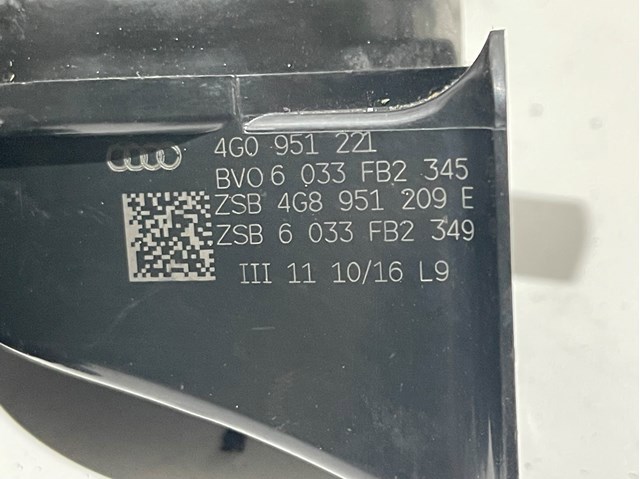 4G0 951 221
BVO 6 033 FB2 345
ZSB 4G8 951 209 E
ZSB 6 033 FB2 349
III 11 10/16 L9